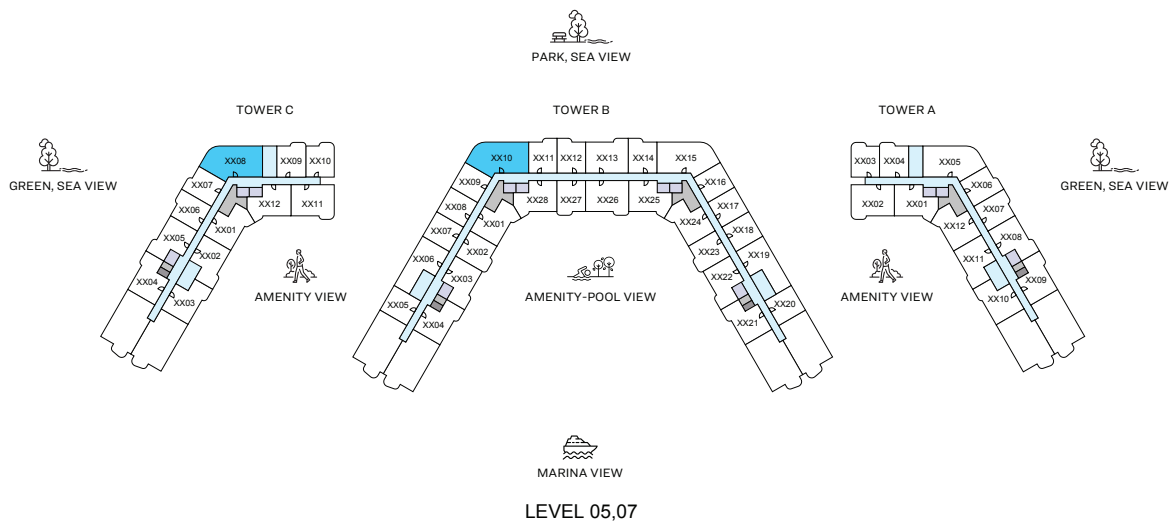 PARK, SEA VIEW
TOWER C
TOWER B
TOWER A
GREEN, SEA VIEW
GREEN, SEA VIEW
XX08
XX09
XX10
XX07
XX12
XX11
XX06
XX01
XX05
XX02
XX04
XX03
XX10
XX11
XX12
XX13
XX14
XX15
XX09
XX28
XX27
XX26
XX25
XX16
XX08
XX01
XX24
XX17
XX07
XX02
XX23
XX18
XX06
XX03
XX22
XX19
XX05
XX04
XX21
XX20
XX03
XX04
XX05
XX02
XX01
XX06
XX12
XX07
XX11
XX08
XX10
XX09
AMENITY VIEW
AMENITY-POOL VIEW
AMENITY VIEW
MARINA VIEW
LEVEL 05,07